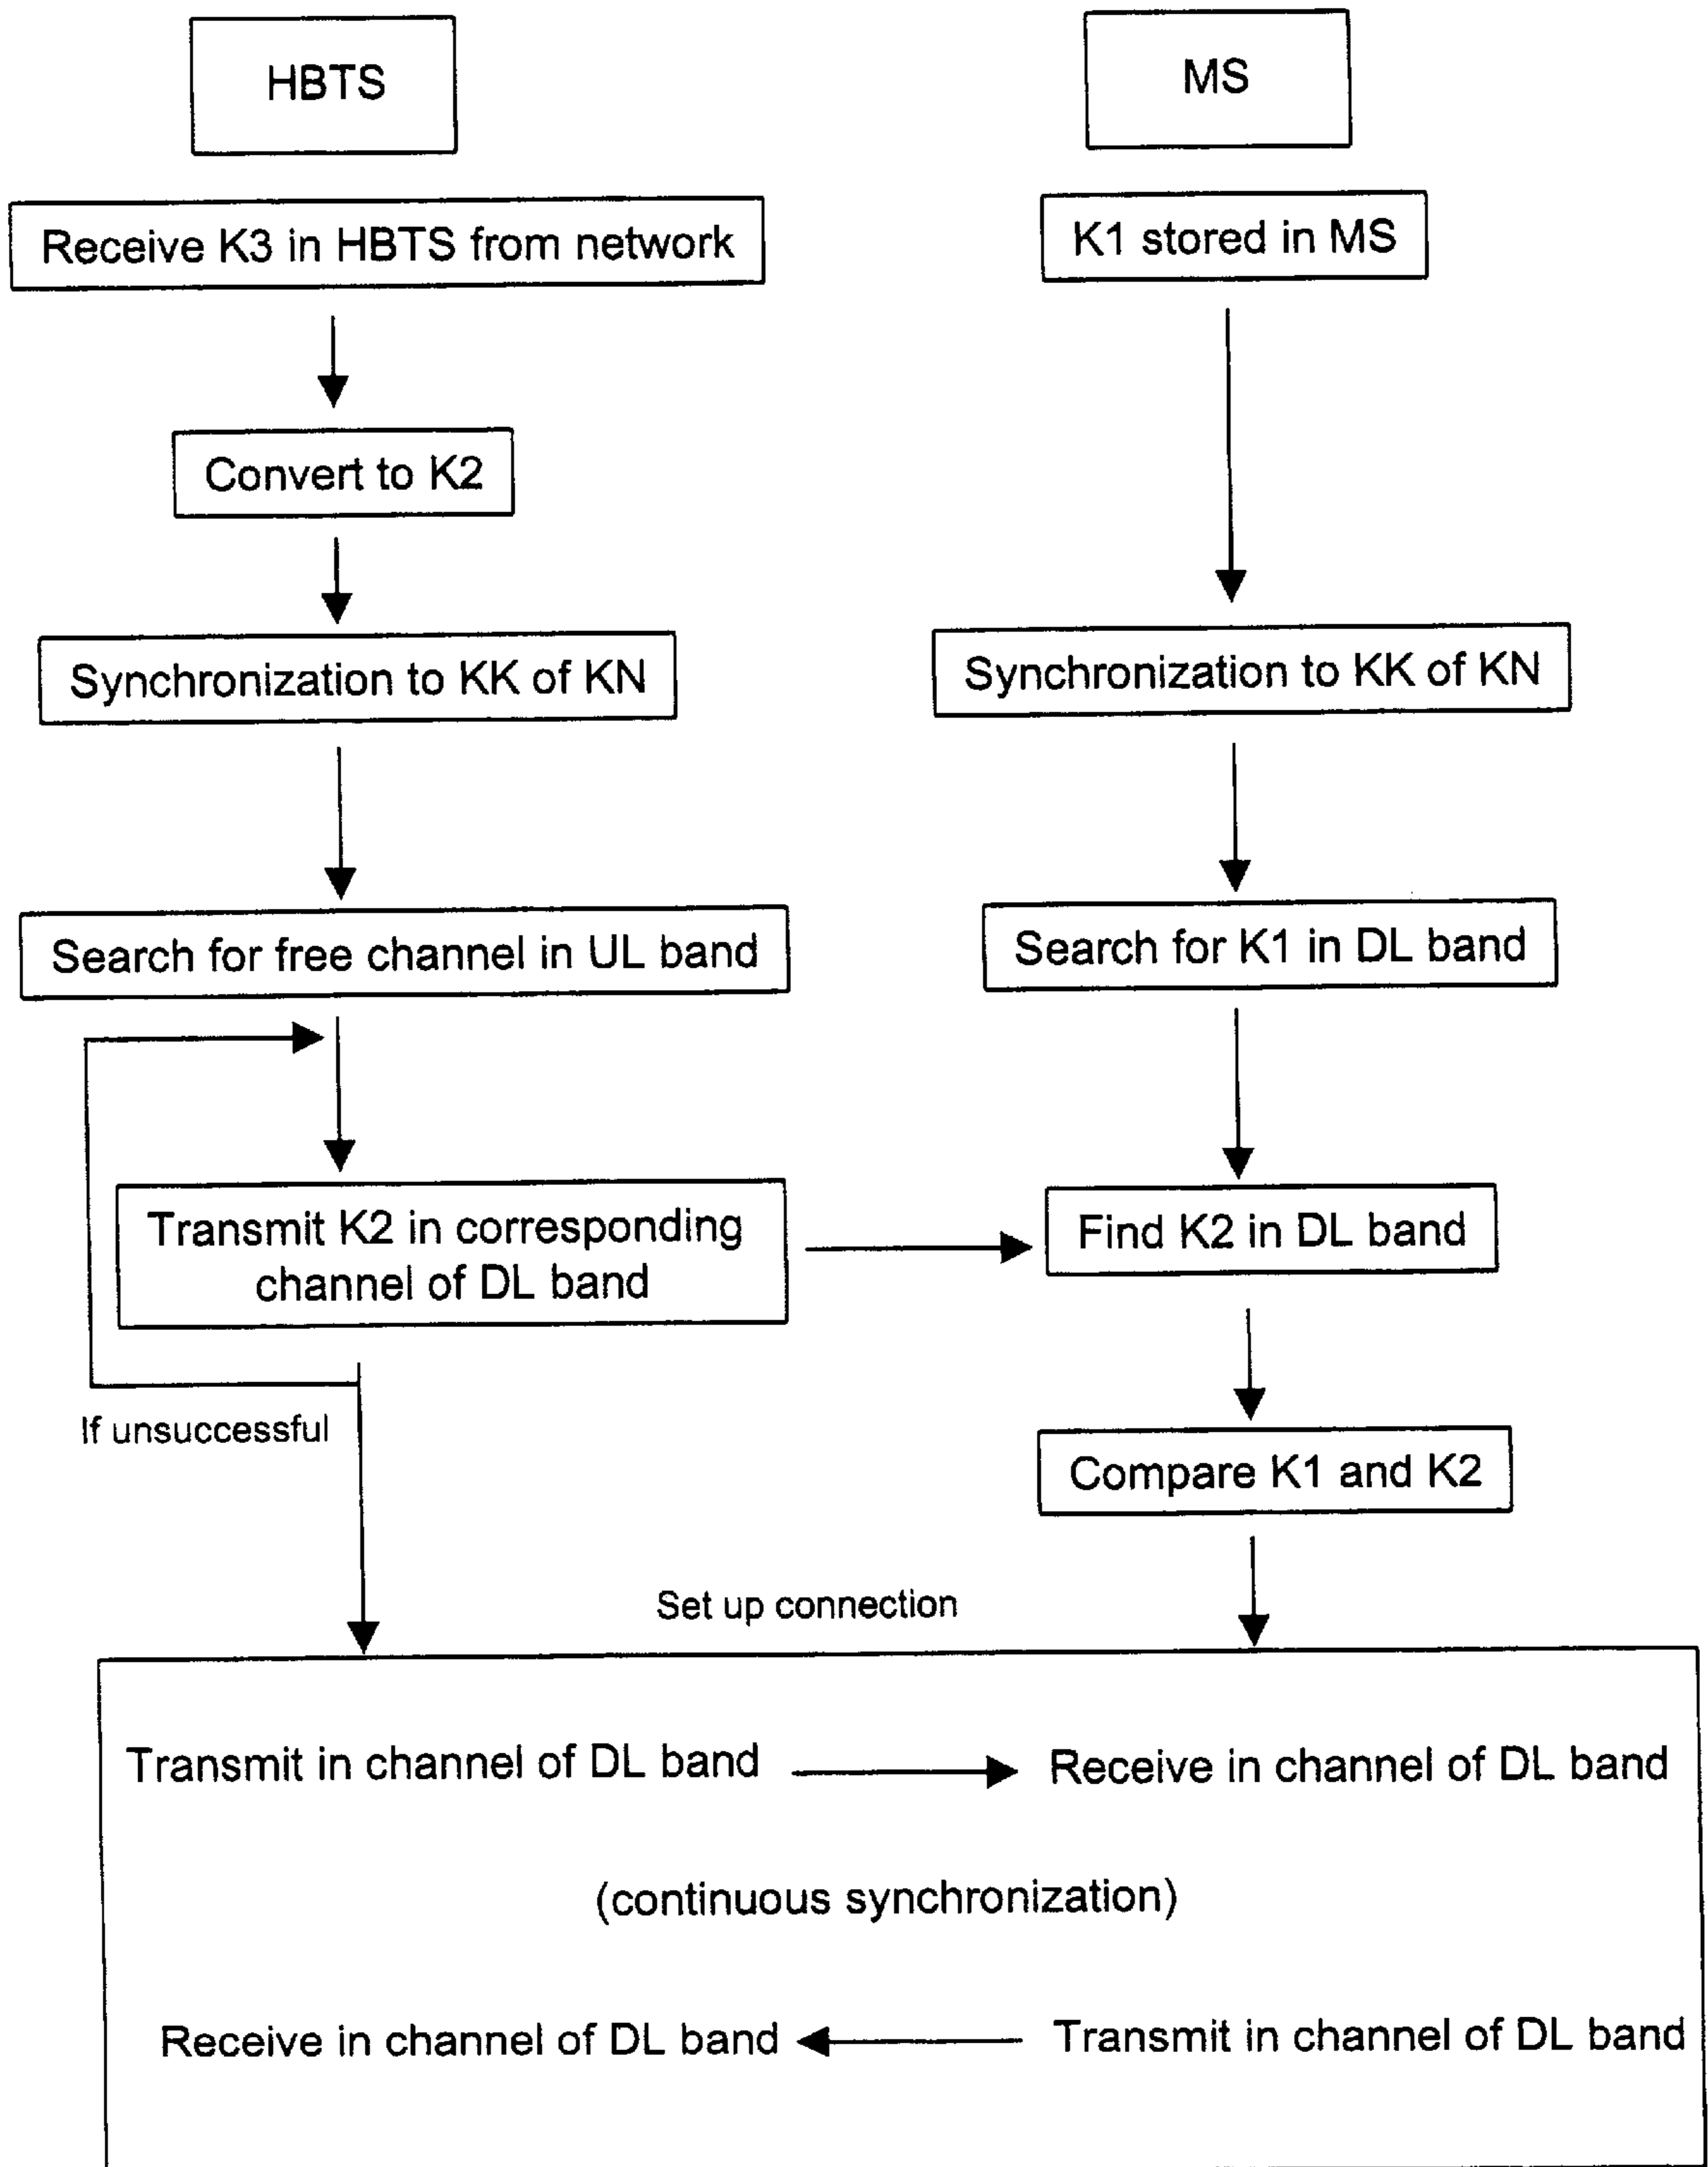 HBTS
MS
Receive K3 in HBTS from network
K1 stored in MS
Convert to K2
Synchronization to KK of KN
Synchronization to KK of KN
Search for free channel in UL band
Search for K1 in DL band
Transmit K2 in corresponding
channel of DL band
Find K2 in DL band
If unsuccessful
Compare K1 and K2
Set up connection
Transmit in channel of DL band
Receive in channel of DL band
(continuous synchronization)
Receive in channel of DL band
Transmit in channel of DL band